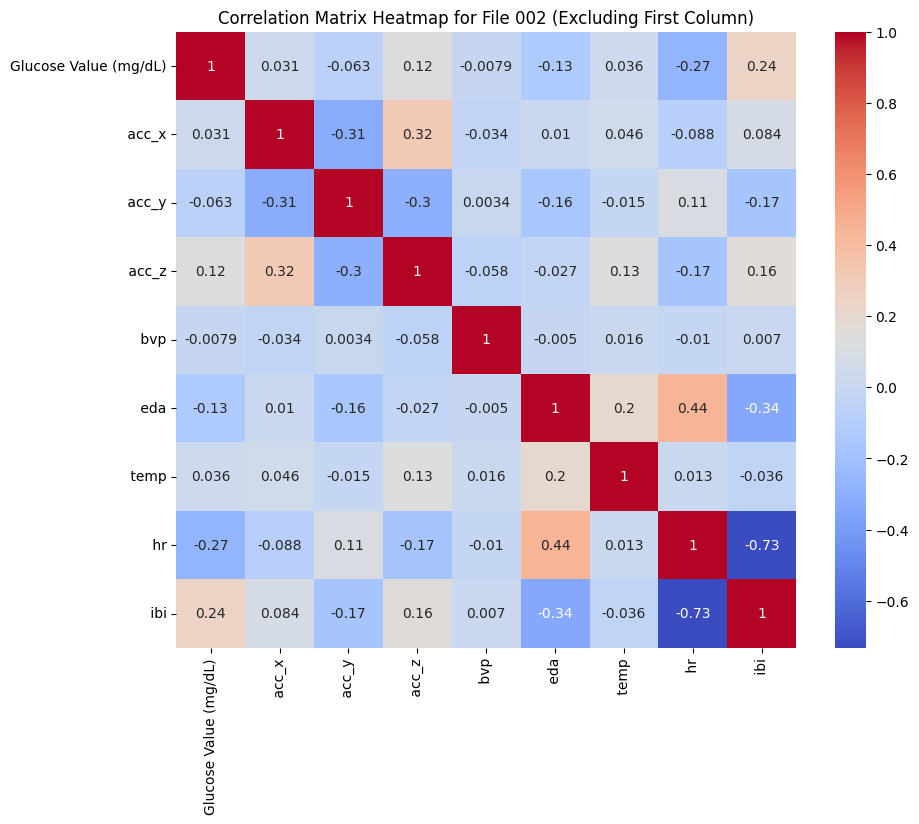 Correlation Matrix Heatmap for File 002 (Excluding First Column)
Glucose Value (mg/dL) 1 0.031 -0.063 0.12 -0.0079 -0.13 0.036 -0.27 0.24
acc_x 0.031 1 -0.31 0.32 -0.034 0.01 0.046 -0.088 0.084
acc_y -0.063 -0.31 1 -0.3 0.0034 -0.16 -0.015 0.11 -0.17
acc_z 0.12 0.32 -0.3 1 -0.058 -0.027 0.13 -0.17 0.16
bvp -0.0079 -0.034 0.0034 -0.058 1 -0.005 0.016 -0.01 0.007
eda -0.13 0.01 -0.16 -0.027 -0.005 1 0.2 0.44 -0.34
temp 0.036 0.046 -0.015 0.13 0.016 0.2 1 0.013 -0.036
hr -0.27 -0.088 0.11 -0.17 -0.01 0.44 0.013 1 -0.73
ibi 0.24 0.084 -0.17 0.16 0.007 -0.34 -0.036 -0.73 1
Glucose Value (mg/dL) acc_x acc_y acc_z bvp eda temp hr ibi
1.0
0.8
0.6
0.4
0.2
0.0
−0.2
−0.4
−0.6